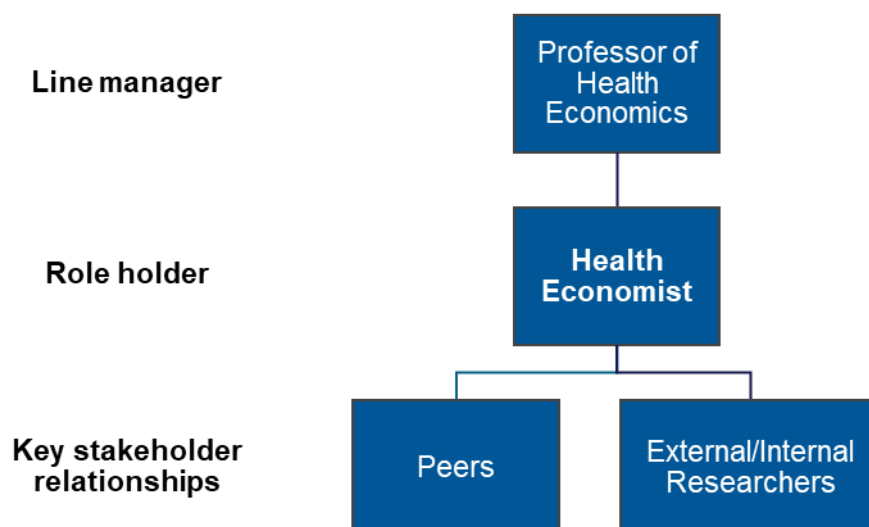 Line manager
Professor of
Health
Economics
Role holder
Health
Economist
Key stakeholder
relationships
Peers
External/Internal
Researchers